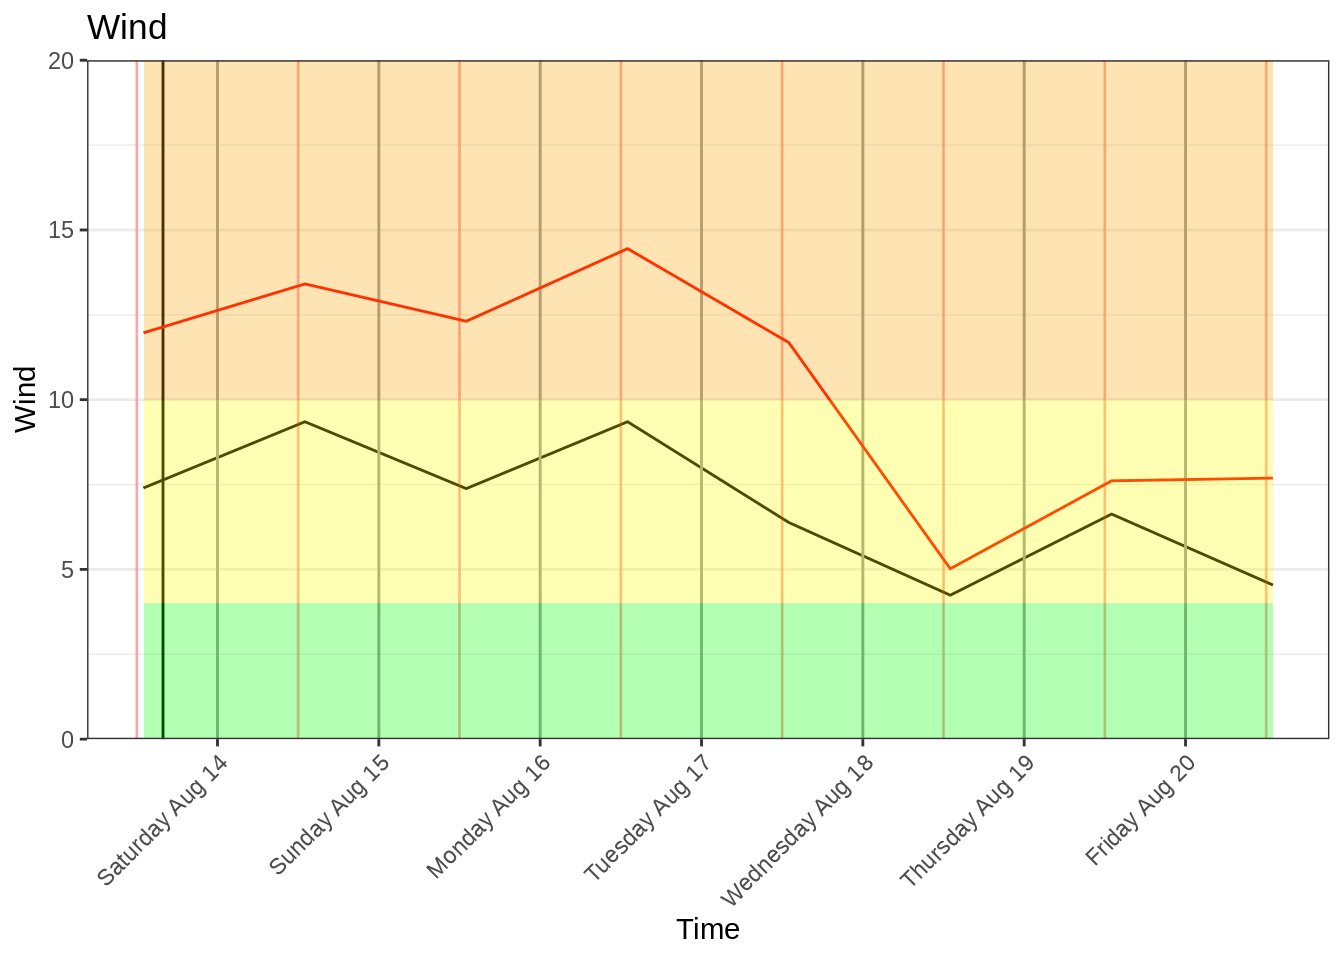 Wind
20
15
10
5
0
Wind
Saturday Aug 14
Sunday Aug 15
Monday Aug 16
Tuesday Aug 17
Wednesday Aug 18
Thursday Aug 19
Friday Aug 20
Time